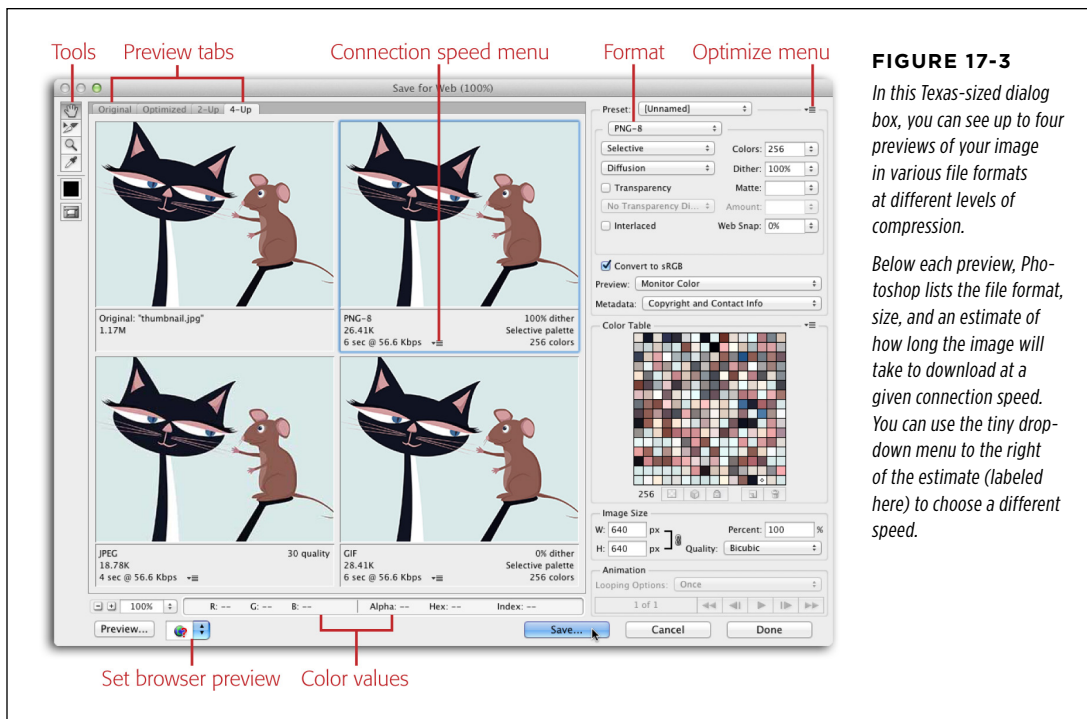 Tools Preview tabs Connection speed menu Format Optimize menu
Save for Web (100%)
Original Optimized 2-Up 4-Up
Original: "thumbnail.jpg"
1.17M
PNG-8 100% dither
26.41K Selective palette
6 sec @ 56.6 Kbps 256 colors
JPEG 30 quality
18.78K
4 sec @ 56.6 Kbps
GIF 0% dither
28.41K Selective palette
6 sec @ 56.6 Kbps 256 colors
100% R: -- G: -- B: -- Alpha: -- Hex: -- Index: --
Preview... Save... Cancel Done
Set browser preview Color values
Preset: [Unnamed]
PNG-8
Selective Colors: 256
Diffusion Dither: 100%
Transparency Matte:
No Transparency Di... Amount:
Interlaced Web Snap: 0%
Convert to sRGB
Preview: Monitor Color
Metadata: Copyright and Contact Info
Color Table
256
Image Size
W: 640 px Percent: 100 %
H: 640 px Quality: Bicubic
Animation
Looping Options: Once
1 of 1
FIGURE 17-3
In this Texas-sized dialog
box, you can see up to four
previews of your image
in various file formats
at different levels of
compression.
Below each preview, Pho-
toshop lists the file format,
size, and an estimate of
how long the image will
take to download at a
given connection speed.
You can use the tiny drop-
down menu to the right
of the estimate (labeled
here) to choose a different
speed.